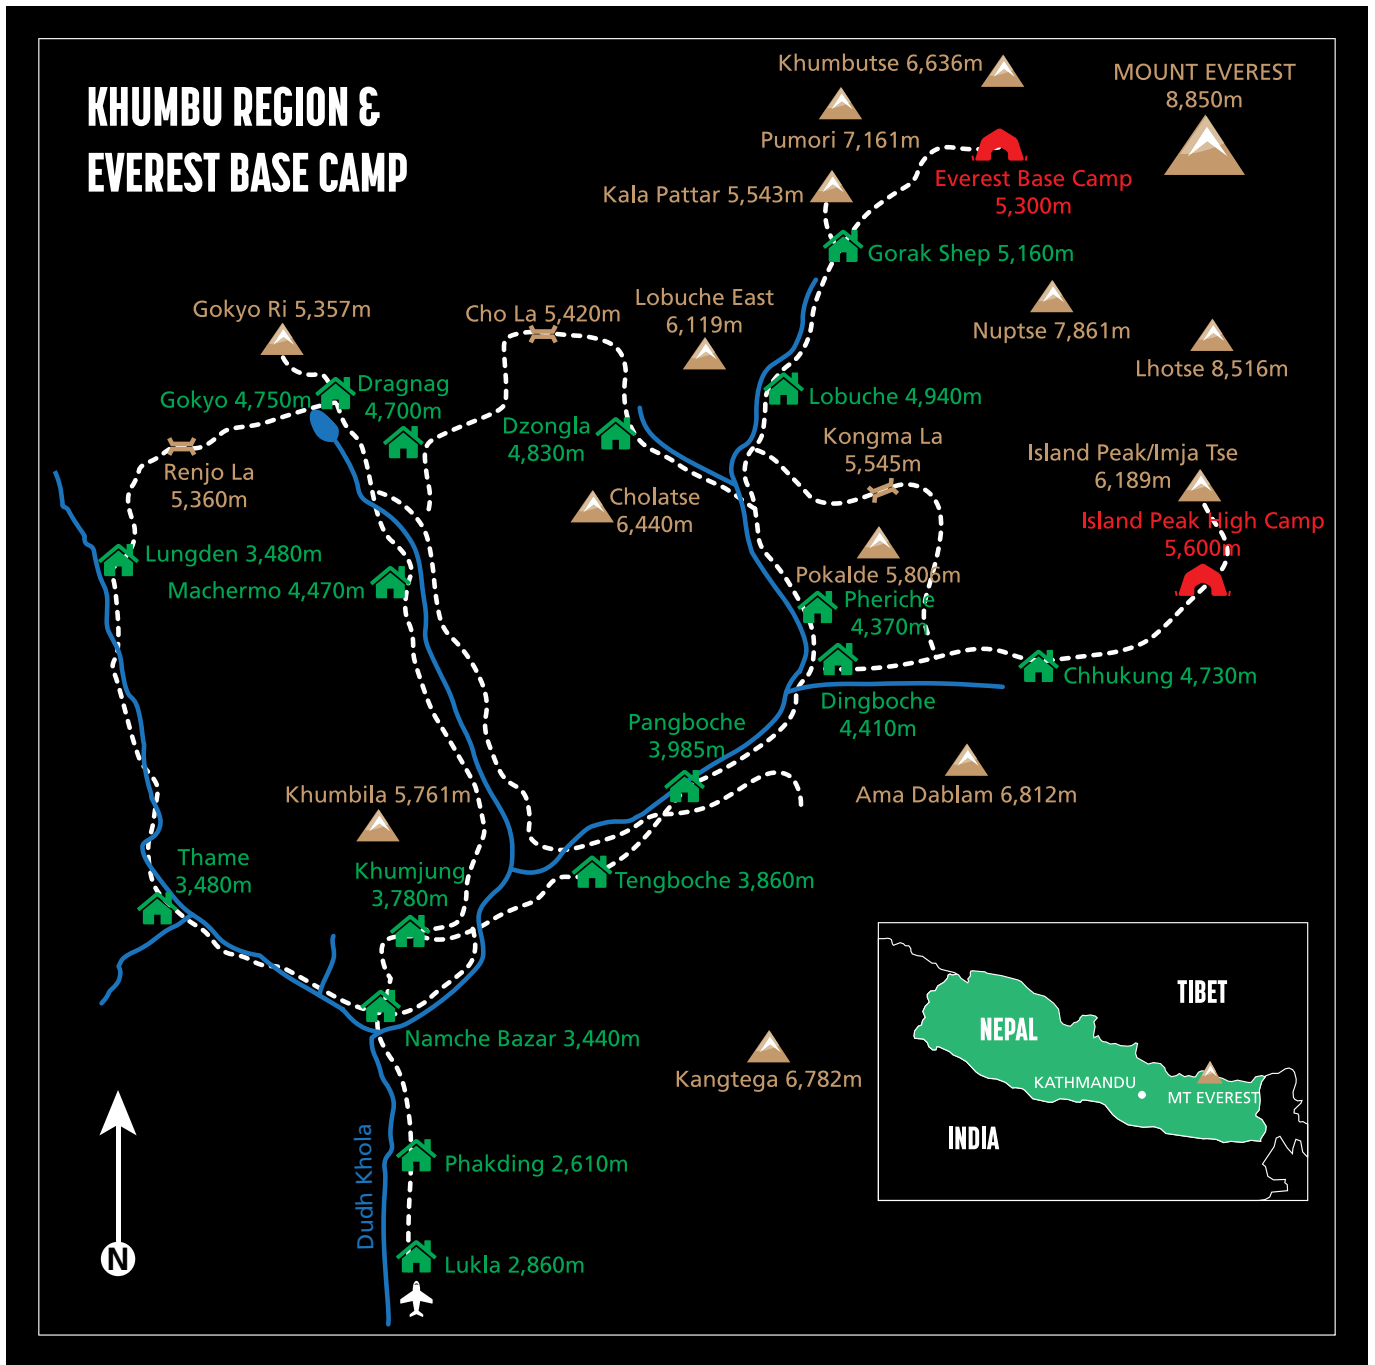 KHUMBU REGION &
EVEREST BASE CAMP
Khumbutse 6,636m
MOUNT EVEREST
8,850m
Pumori 7,161m
Kala Pattar 5,543m
Everest Base Camp
5,300m
Gorak Shep 5,160m
Gokyo Ri 5,357m
Cho La 5,420m
Lobuche East
6,119m
Nuptse 7,861m
Lhotse 8,516m
Gokyo 4,750m
Dragnag
4,700m
Lobuche 4,940m
Dzongla
4,830m
Kongma La
5,545m
Island Peak/Imja Tse
6,189m
Renjo La
5,360m
Cholatse
6,440m
Island Peak High Camp
5,600m
Lungden 3,480m
Machermo 4,470m
Pokalde 5,806m
Pheriche
4,370m
Chhukung 4,730m
Dingboche
4,410m
Pangboche
3,985m
Khumbila 5,761m
Ama Dablam 6,812m
Thame
3,480m
Khumjung
3,780m
Tengboche 3,860m
Namche Bazar 3,440m
Kangtega 6,782m
Dudh Khola
Phakding 2,610m
Lukla 2,860m
N
TIBET
NEPAL
KATHMANDU
MT EVEREST
INDIA